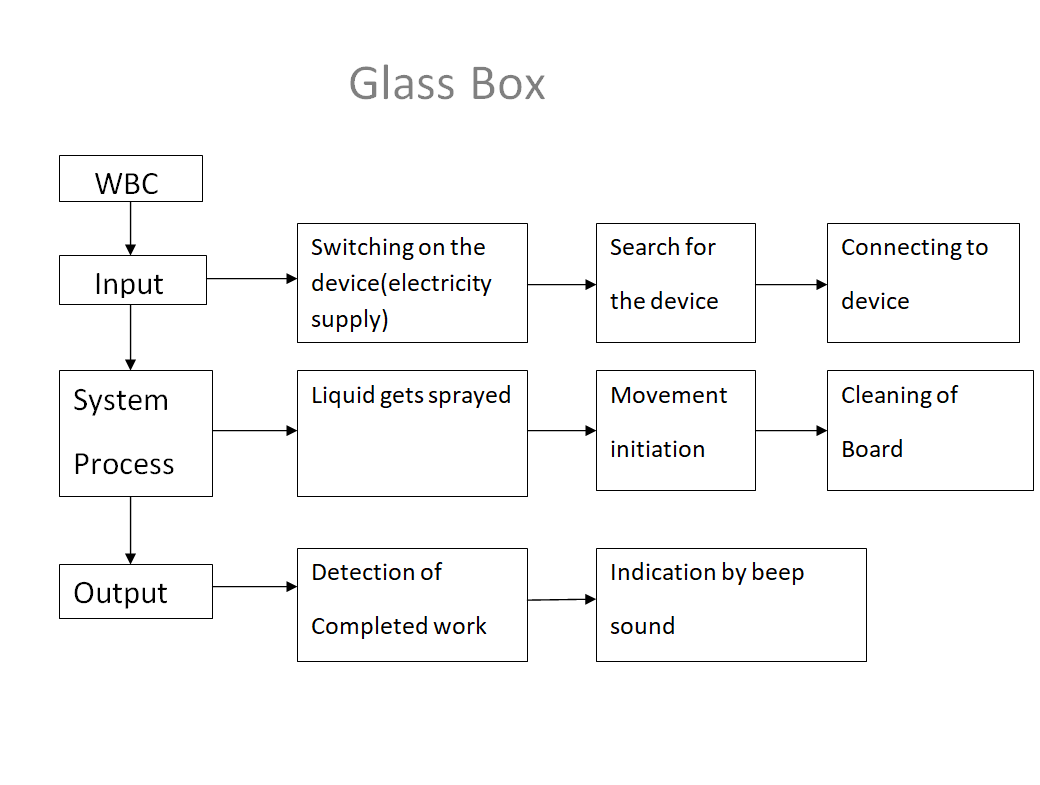 Glass Box
WBC
Input
Switching on the
device(electricity
supply)
Search for
the device
Connecting to
device
System
Process
Liquid gets sprayed
Movement
initiation
Cleaning of
Board
Output
Detection of
Completed work
Indication by beep
sound